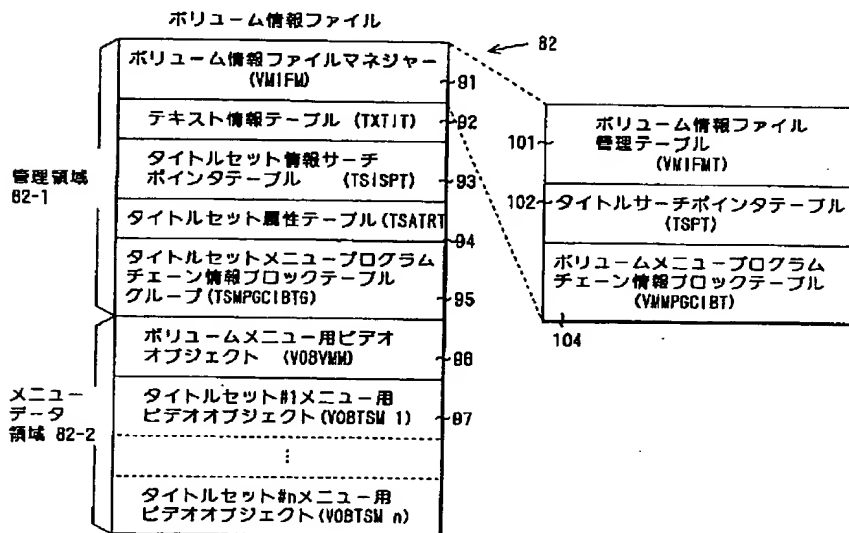 ボリューム情報ファイル
82
ボリューム情報ファイルマネジャー
(VMIFM)
91
テキスト情報テーブル (TXTIT)
92
タイトルセット情報サーチ
ポインタテーブル (TSISPT)
93
管理領域
82-1
タイトルセット属性テーブル(TSATRT
94
タイトルセットメニュープログラム
チェーン情報ブロックテーブル
グループ(TSMPGCIBTG)
95
ボリュームメニュー用ビデオ
オブジェクト (VOBVMM)
96
メニュー
データ
領域 82-2
タイトルセット#1メニュー用
ビデオオブジェクト(VOBTSM 1)
97
⋮
タイトルセット#nメニュー用
ビデオオブジェクト(VOBTSM n)
101
ボリューム情報ファイル
管理テーブル
(VMIFMT)
102
タイトルサーチポインタテーブル
(TSPT)
ボリュームメニュープログラム
チェーン情報ブロックテーブル
(VMMPGCIBT)
104